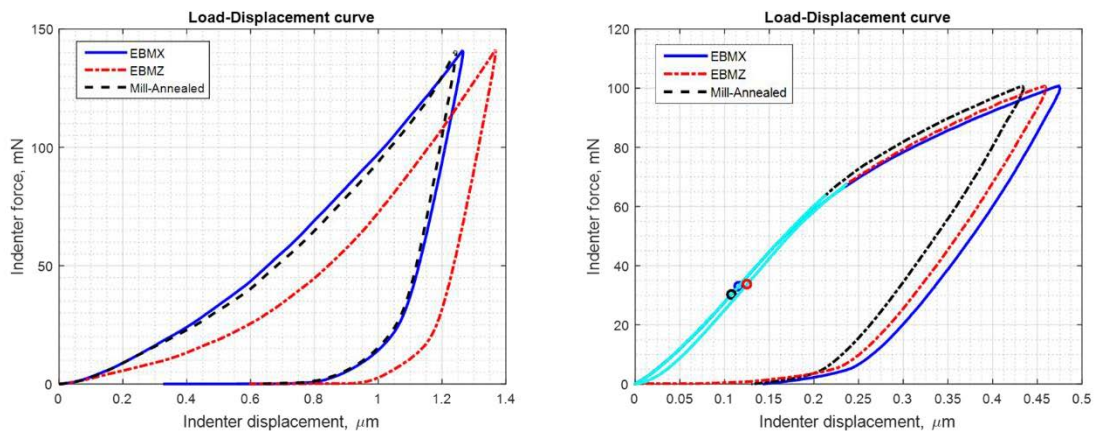 Load-Displacement curve
150
100
50
0
Indenter force, mN
EBMX
EBMZ
Mill-Annealed
0 0.2 0.4 0.6 0.8 1 1.2 1.4
Indenter displacement, μm
Load-Displacement curve
120
100
80
60
40
20
0
Indenter force, mN
EBMX
EBMZ
Mill-Annealed
0 0.05 0.1 0.15 0.2 0.25 0.3 0.35 0.4 0.45 0.5
Indenter displacement, μm